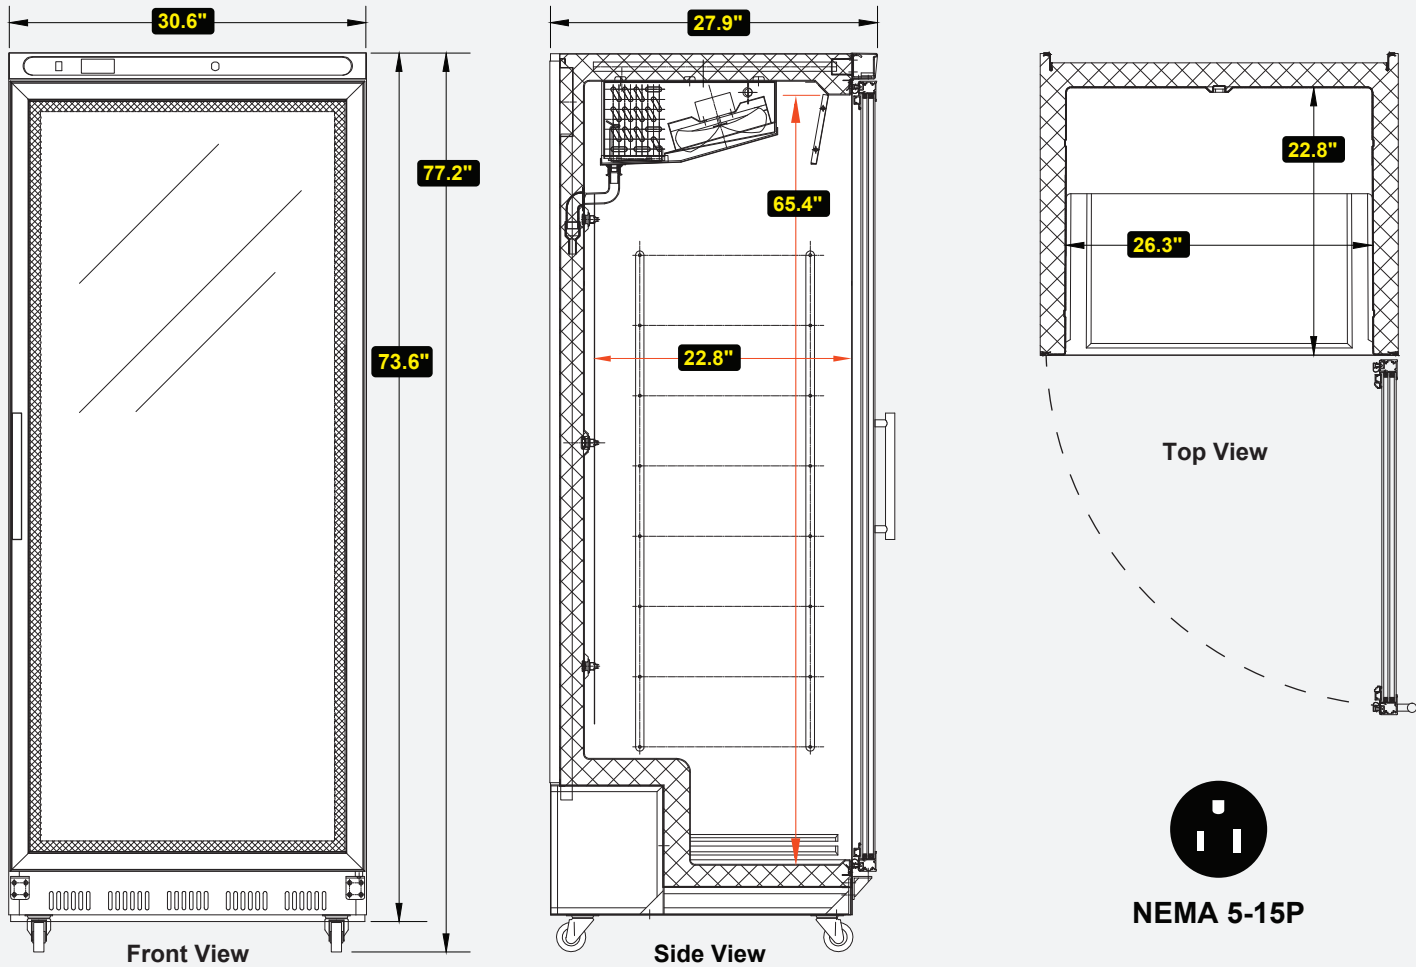 30.6"
27.9"
77.2"
22.8"
65.4"
26.3"
73.6"
22.8"
Top View
NEMA 5-15P
Front View
Side View